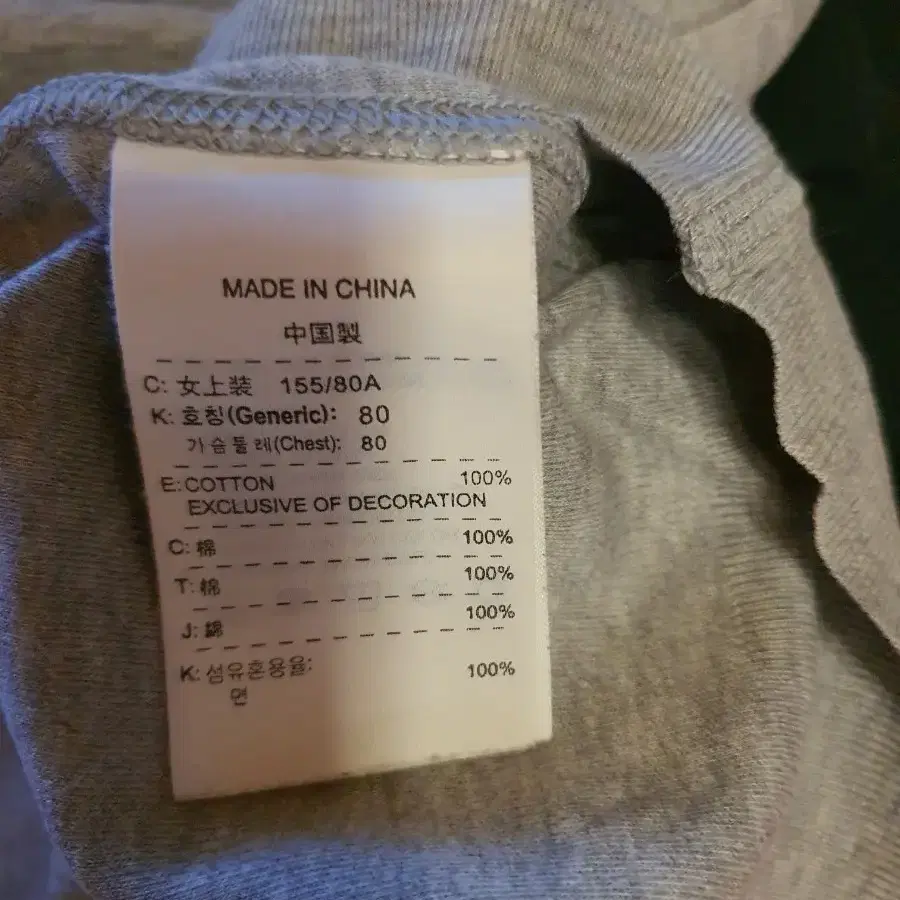 MADE IN CHINA
中国製
C: 女上装 155/80A
K: 호칭(Generic): 80
가슴둘레(Chest): 80
E: COTTON 100%
EXCLUSIVE OF DECORATION
C: 棉 100%
T: 棉 100%
J: 綿 100%
K: 섬유혼용율: 100%
면